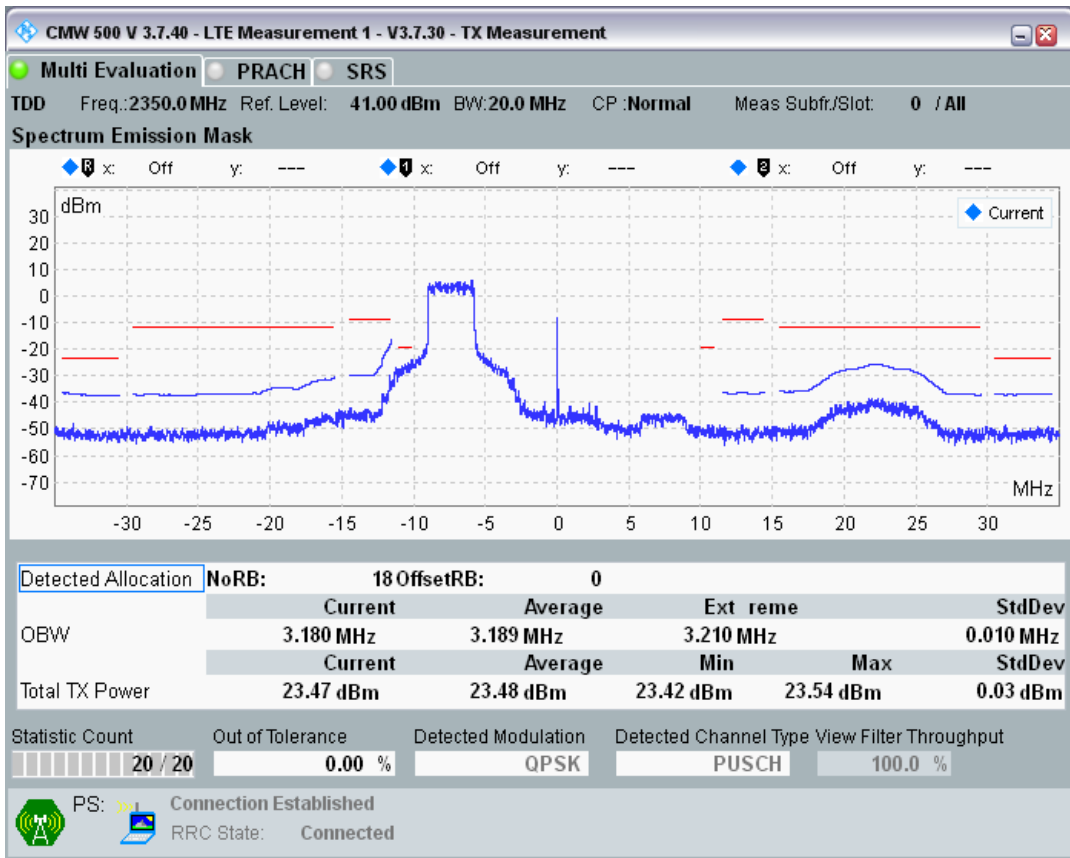 CMW 500 V 3.7.40 - LTE Measurement 1 - V3.7.30 - TX Measurement
Multi Evaluation PRACH SRS
TDD Freq.:2350.0 MHz Ref. Level: 41.00 dBm BW:20.0 MHz CP :Normal Meas Subfr./Slot: 0 / All
Spectrum Emission Mask
R x: Off y: --- 1 x: Off y: --- 2 x: Off y: ---
dBm
Current
30
20
10
0
-10
-20
-30
-40
-50
-60
-70
MHz
-30 -25 -20 -15 -10 -5 0 5 10 15 20 25 30
Detected Allocation NoRB: 18 OffsetRB: 0
Current Average Ext reme StdDev
OBW 3.180 MHz 3.189 MHz 3.210 MHz 0.010 MHz
Current Average Min Max StdDev
Total TX Power 23.47 dBm 23.48 dBm 23.42 dBm 23.54 dBm 0.03 dBm
Statistic Count Out of Tolerance Detected Modulation Detected Channel Type View Filter Throughput
20 / 20 0.00 % QPSK PUSCH 100.0 %
PS: Connection Established
RRC State: Connected